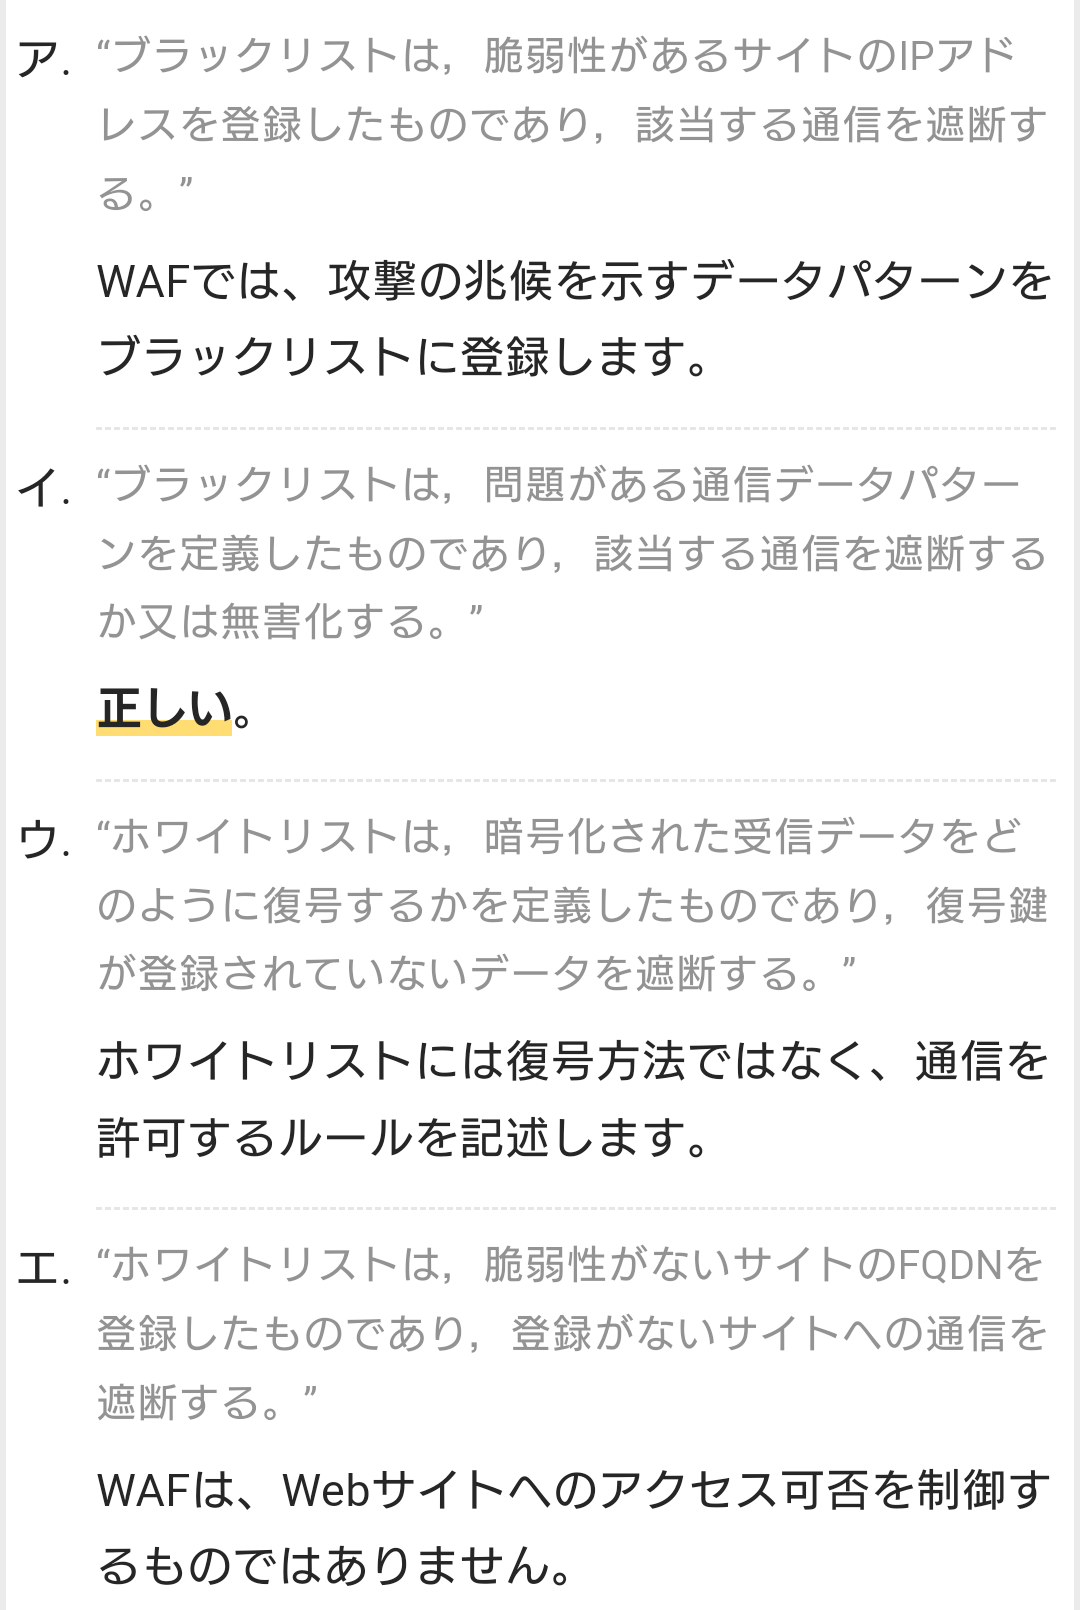 ア. “ブラックリストは，脆弱性があるサイトのIPアド
レスを登録したものであり，該当する通信を遮断す
る。”
WAFでは、攻撃の兆候を示すデータパターンを
ブラックリストに登録します。
イ. “ブラックリストは，問題がある通信データパター
ンを定義したものであり，該当する通信を遮断する
か又は無害化する。”
正しい。
ウ. “ホワイトリストは，暗号化された受信データをど
のように復号するかを定義したものであり，復号鍵
が登録されていないデータを遮断する。”
ホワイトリストには復号方法ではなく、通信を
許可するルールを記述します。
エ. “ホワイトリストは，脆弱性がないサイトのFQDNを
登録したものであり，登録がないサイトへの通信を
遮断する。”
WAFは、Webサイトへのアクセス可否を制御す
るものではありません。